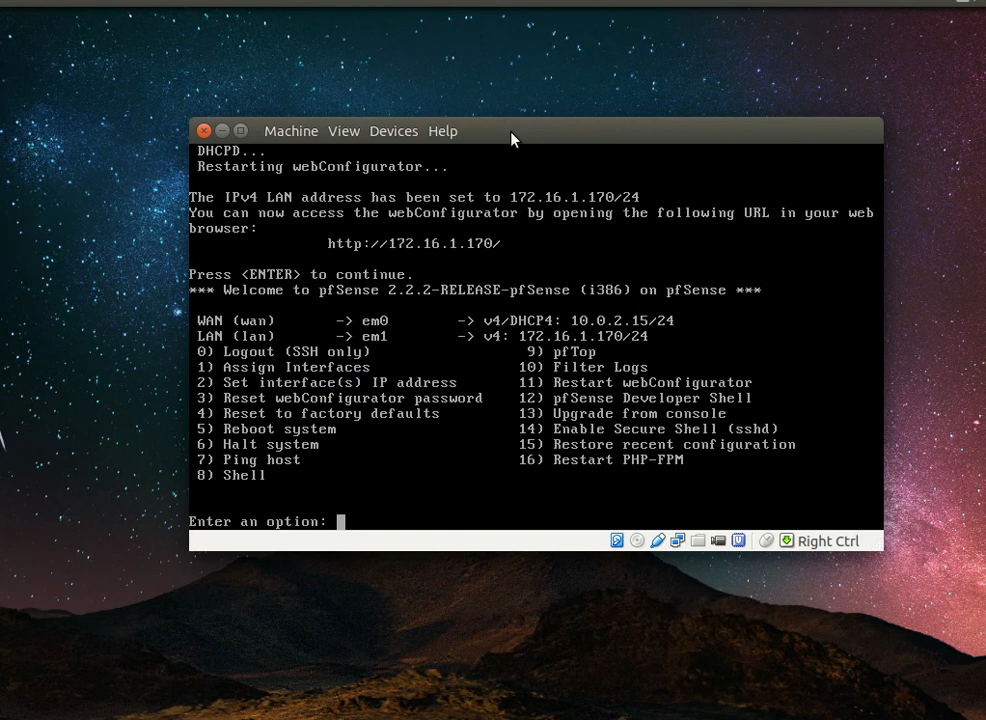 Machine View Devices Help
DHCPD...
Restarting webConfigurator...
The IPv4 LAN address has been set to 172.16.1.170/24
You can now access the webConfigurator by opening the following URL in your web
browser:
http://172.16.1.170/
Press <ENTER> to continue.
*** Welcome to pfSense 2.2.2-RELEASE-pfSense (i386) on pfSense ***
WAN (wan) -> em0 -> v4/DHCP4: 10.0.2.15/24
LAN (lan) -> em1 -> v4: 172.16.1.170/24
0) Logout (SSH only) 9) pfTop
1) Assign Interfaces 10) Filter Logs
2) Set interface(s) IP address 11) Restart webConfigurator
3) Reset webConfigurator password 12) pfSense Developer Shell
4) Reset to factory defaults 13) Upgrade from console
5) Reboot system 14) Enable Secure Shell (sshd)
6) Halt system 15) Restore recent configuration
7) Ping host 16) Restart PHP-FPM
8) Shell
Enter an option:
Right Ctrl